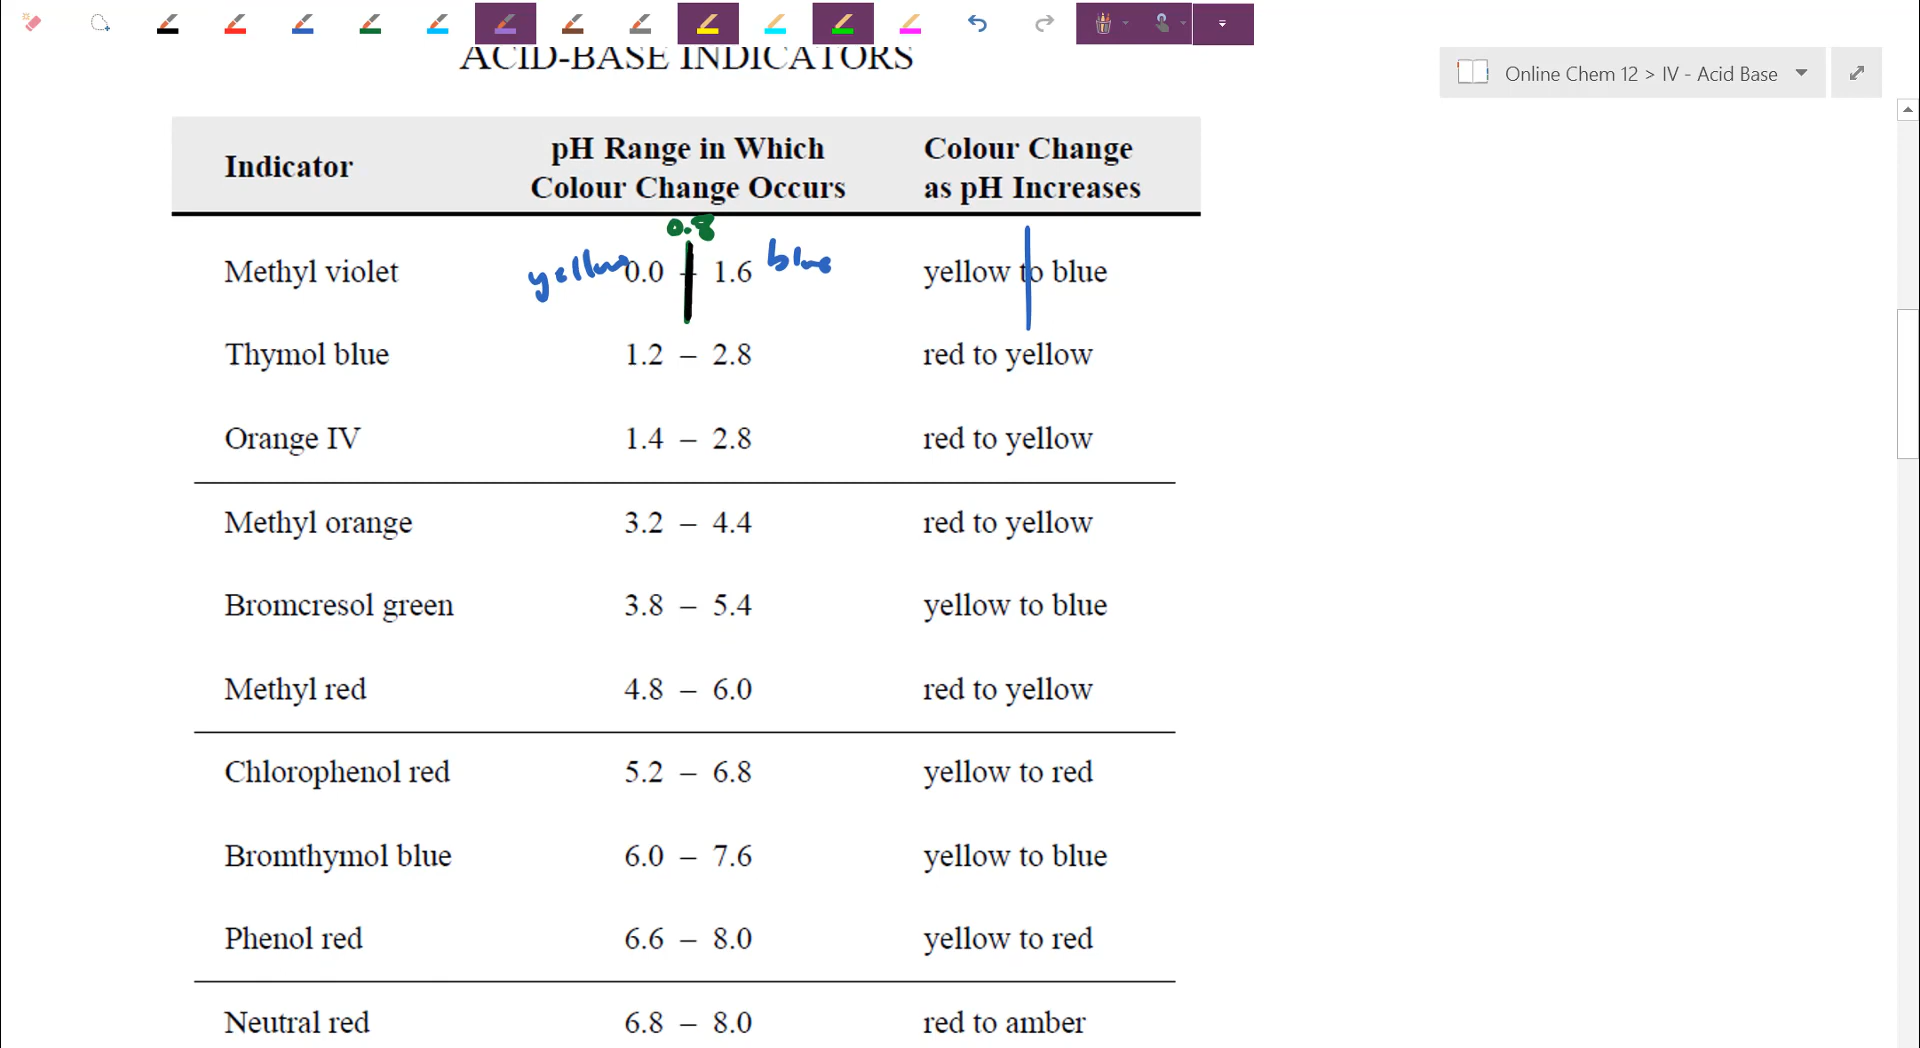 ACID-BASE INDICATORS
Online Chem 12 > IV - Acid Base
Indicator
pH Range in Which
Colour Change Occurs
Colour Change
as pH Increases
0.8
Methyl violet yellow 0.0 – 1.6 blue yellow to blue
Thymol blue 1.2 – 2.8 red to yellow
Orange IV 1.4 – 2.8 red to yellow
Methyl orange 3.2 – 4.4 red to yellow
Bromcresol green 3.8 – 5.4 yellow to blue
Methyl red 4.8 – 6.0 red to yellow
Chlorophenol red 5.2 – 6.8 yellow to red
Bromthymol blue 6.0 – 7.6 yellow to blue
Phenol red 6.6 – 8.0 yellow to red
Neutral red 6.8 – 8.0 red to amber